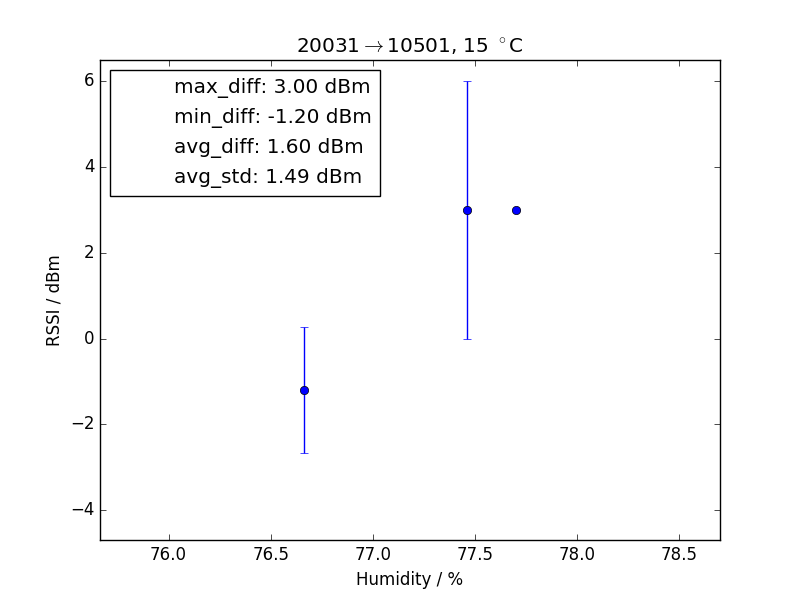 20031→10501, 15 °C
max_diff: 3.00 dBm
min_diff: -1.20 dBm
avg_diff: 1.60 dBm
avg_std: 1.49 dBm
6
4
2
0
−2
−4
RSSI / dBm
76.0 76.5 77.0 77.5 78.0 78.5
Humidity / %